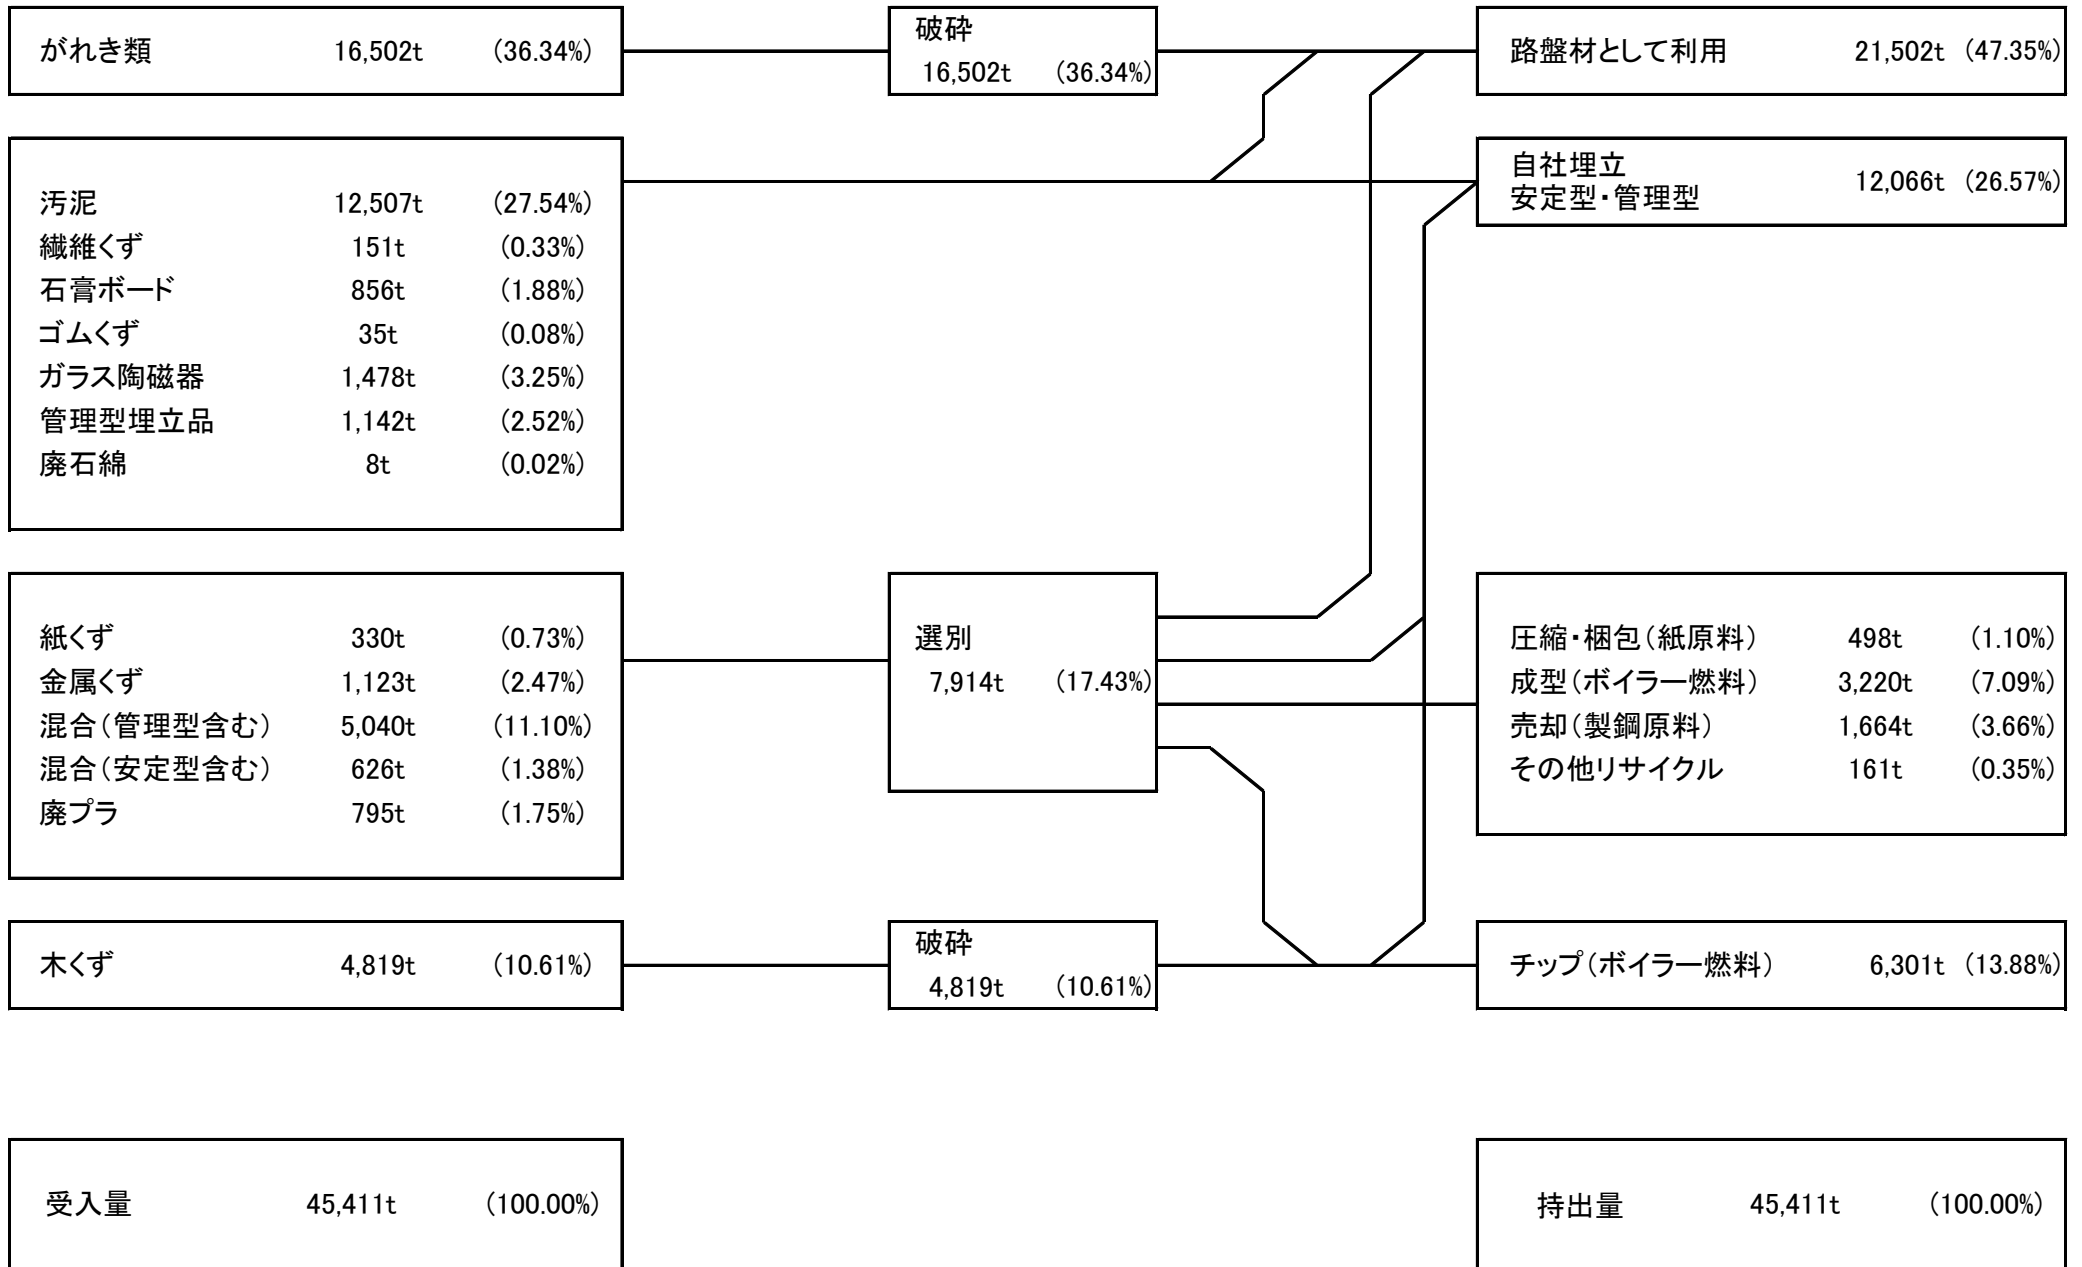 がれき類 16,502t (36.34%)
破砕
16,502t (36.34%)
路盤材として利用 21,502t (47.35%)
汚泥 12,507t (27.54%)
繊維くず 151t (0.33%)
石膏ボード 856t (1.88%)
ゴムくず 35t (0.08%)
ガラス陶磁器 1,478t (3.25%)
管理型埋立品 1,142t (2.52%)
廃石綿 8t (0.02%)
自社埋立
安定型・管理型 12,066t (26.57%)
紙くず 330t (0.73%)
金属くず 1,123t (2.47%)
混合(管理型含む) 5,040t (11.10%)
混合(安定型含む) 626t (1.38%)
廃プラ 795t (1.75%)
選別
7,914t (17.43%)
圧縮・梱包(紙原料) 498t (1.10%)
成型(ボイラー燃料) 3,220t (7.09%)
売却(製鋼原料) 1,664t (3.66%)
その他リサイクル 161t (0.35%)
木くず 4,819t (10.61%)
破砕
4,819t (10.61%)
チップ(ボイラー燃料) 6,301t (13.88%)
受入量 45,411t (100.00%)
持出量 45,411t (100.00%)